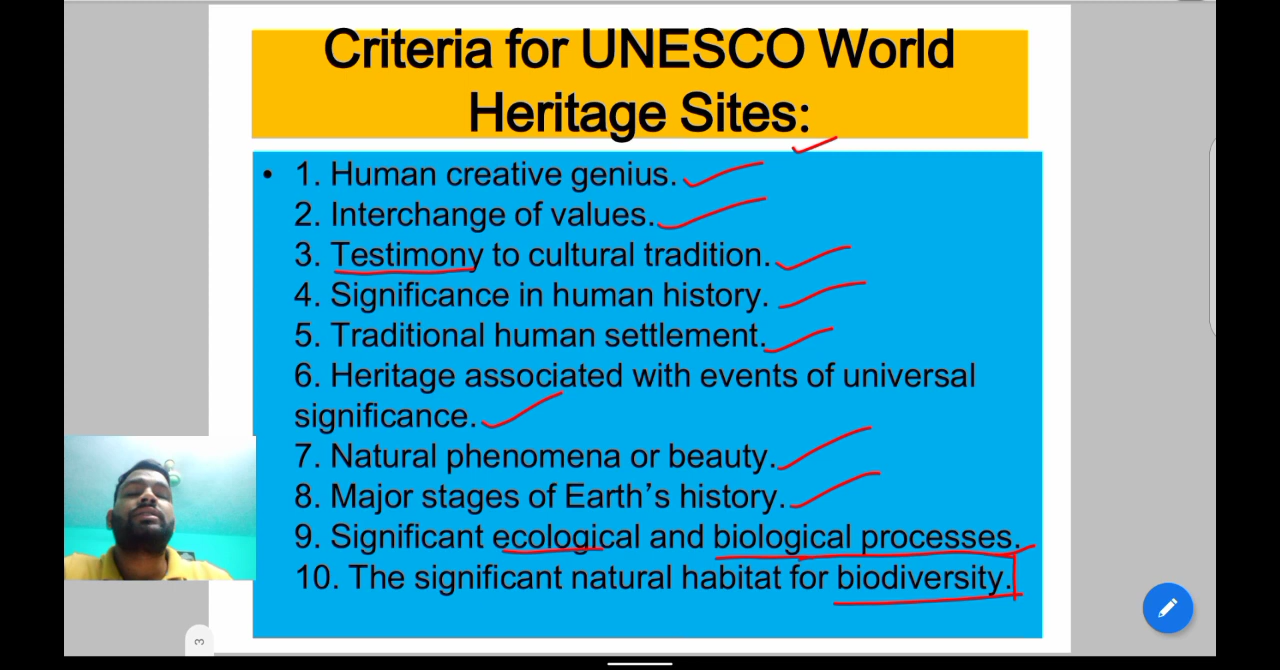 Criteria for UNESCO World
Heritage Sites:
• 1. Human creative genius.
2. Interchange of values.
3. Testimony to cultural tradition.
4. Significance in human history.
5. Traditional human settlement.
6. Heritage associated with events of universal
significance.
7. Natural phenomena or beauty.
8. Major stages of Earth’s history.
9. Significant ecological and biological processes.
10. The significant natural habitat for biodiversity.
3